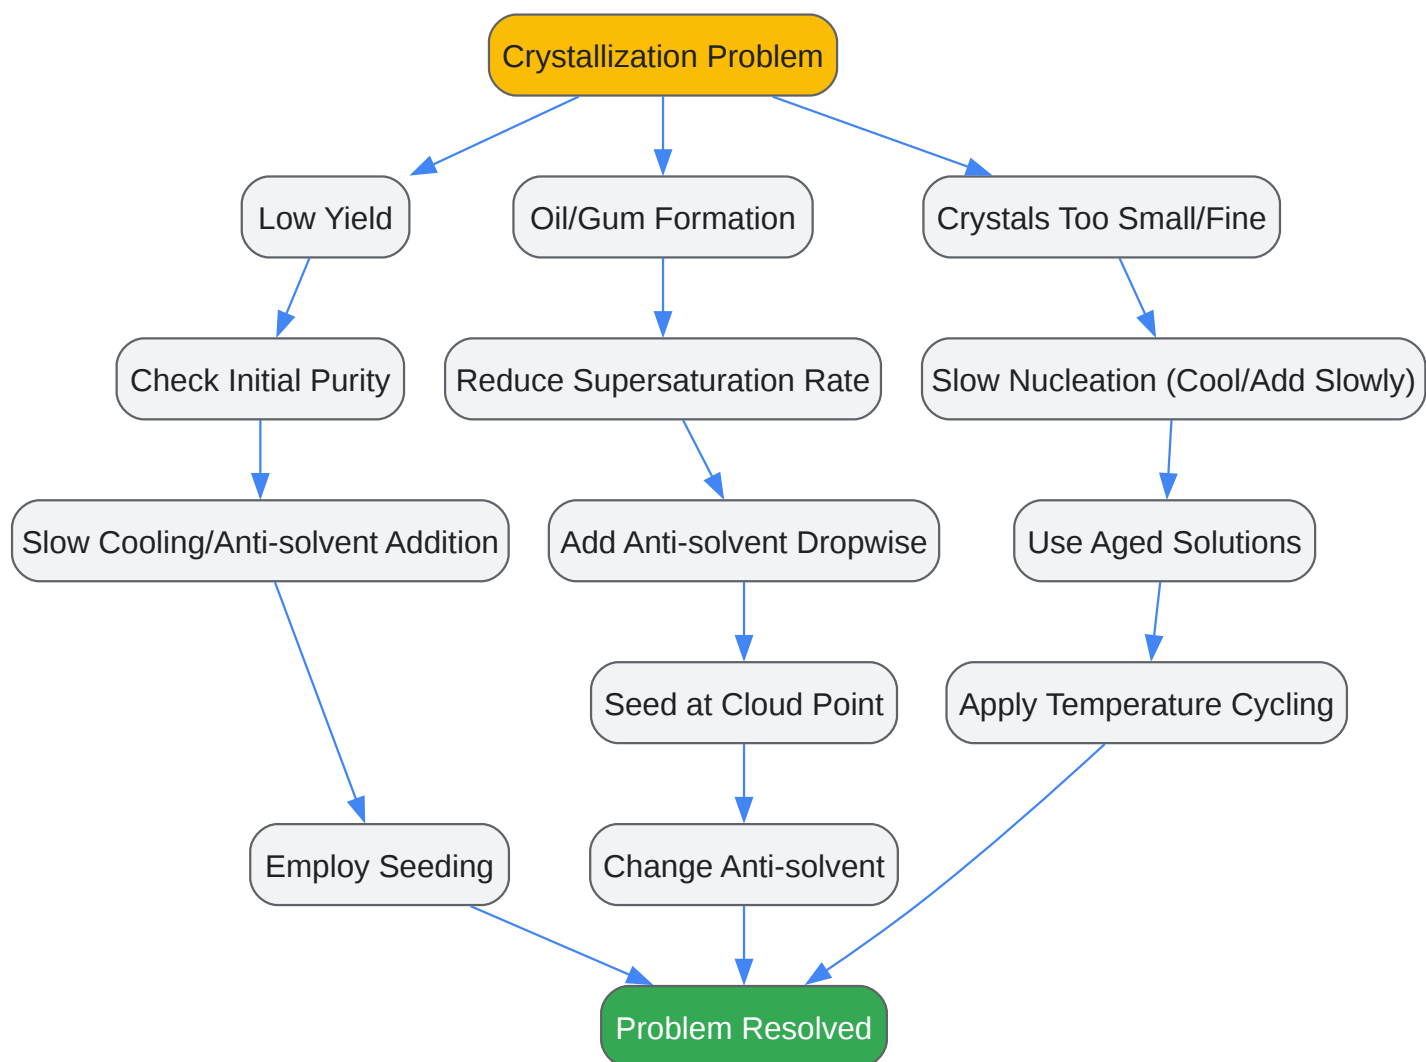 Crystallization Problem
Low Yield
Oil/Gum Formation
Crystals Too Small/Fine
Check Initial Purity
Reduce Supersaturation Rate
Slow Nucleation (Cool/Add Slowly)
Slow Cooling/Anti-solvent Addition
Add Anti-solvent Dropwise
Use Aged Solutions
Seed at Cloud Point
Apply Temperature Cycling
Employ Seeding
Change Anti-solvent
Problem Resolved